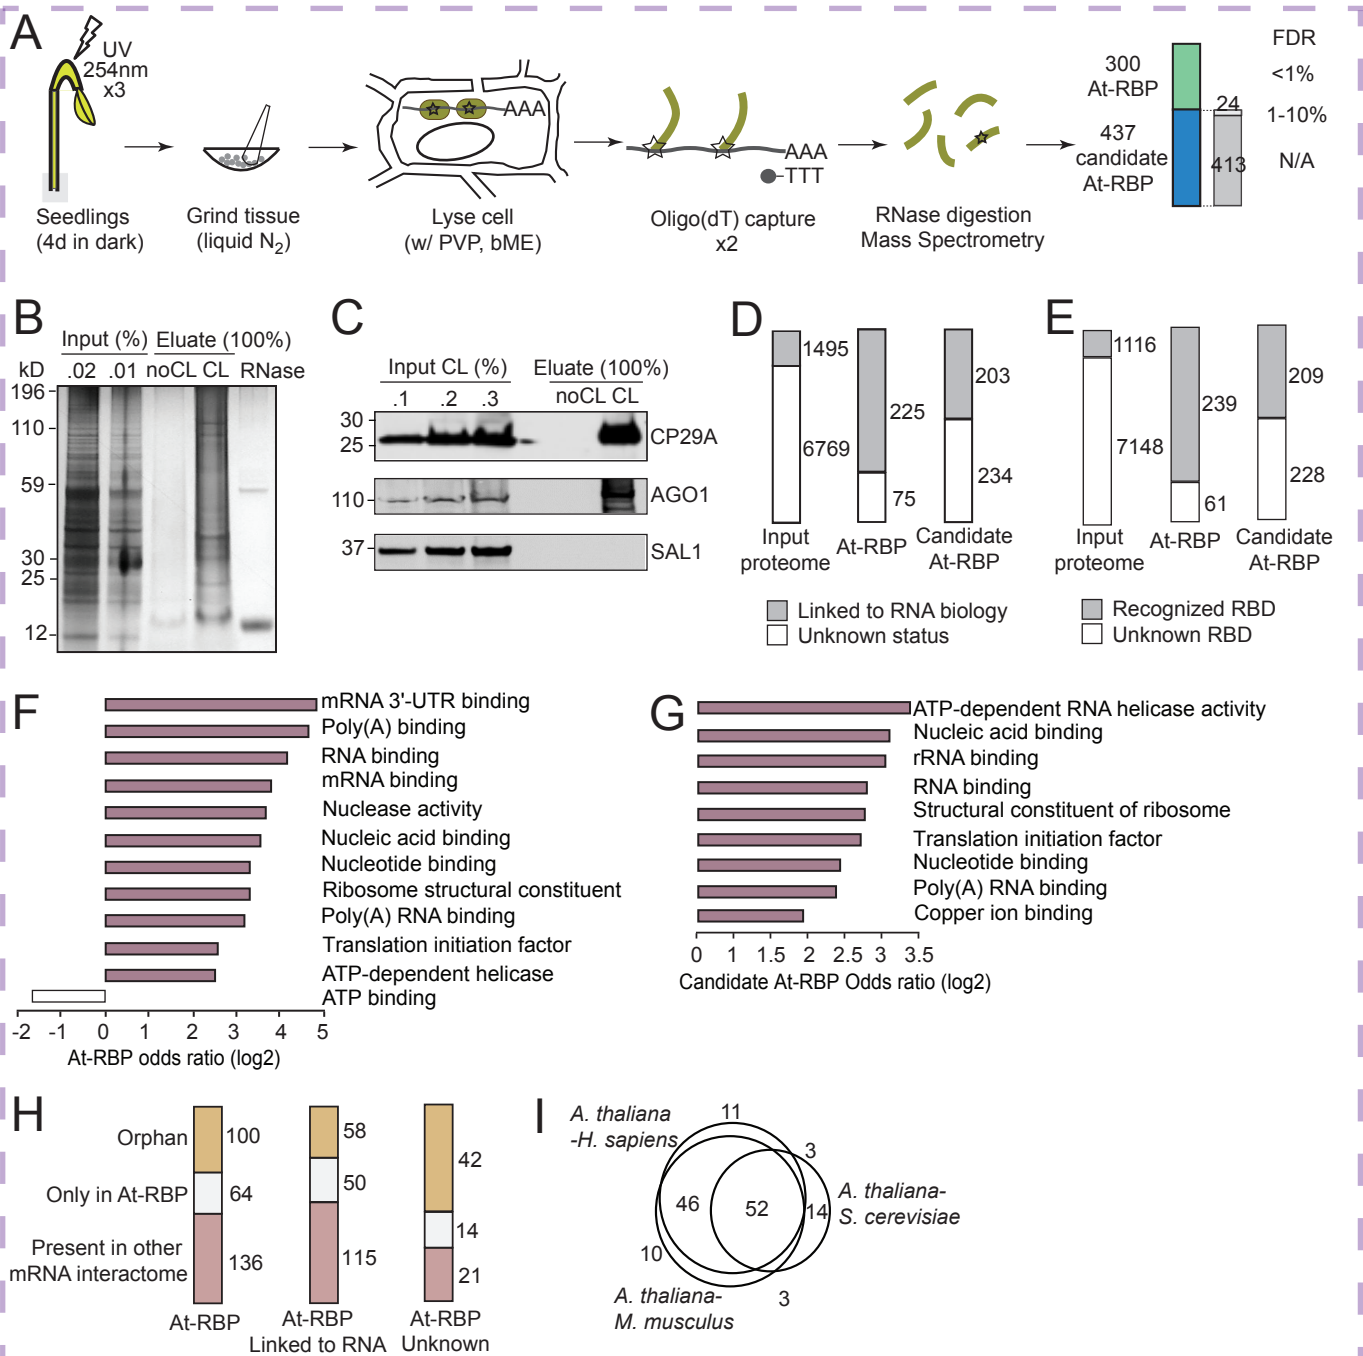 A
UV
254nm
x3
AAA
AAA
TTT
Seedlings
(4d in dark)
Grind tissue
(liquid N2)
Lyse cell
(w/ PVP, bME)
Oligo(dT) capture
x2
RNase digestion
Mass Spectrometry
300
At-RBP
437
candidate
At-RBP
24
413
FDR
<1%
1-10%
N/A
B
Input (%)
Eluate (100%)
kD
.02
.01
noCL
CL
RNase
196
110
59
30
25
12
C
Input CL (%)
Eluate (100%)
.1
.2
.3
noCL
CL
30
25
CP29A
110
AGO1
37
SAL1
D
1495
6769
225
75
203
234
Input
proteome
At-RBP
Candidate
At-RBP
Linked to RNA biology
Unknown status
E
1116
7148
239
61
209
228
Input
proteome
At-RBP
Candidate
At-RBP
Recognized RBD
Unknown RBD
F
mRNA 3'-UTR binding
Poly(A) binding
RNA binding
mRNA binding
Nuclease activity
Nucleic acid binding
Nucleotide binding
Ribosome structural constituent
Poly(A) RNA binding
Translation initiation factor
ATP-dependent helicase
ATP binding
-2 -1 0 1 2 3 4 5
At-RBP odds ratio (log2)
G
ATP-dependent RNA helicase activity
Nucleic acid binding
rRNA binding
RNA binding
Structural constituent of ribosome
Translation initiation factor
Nucleotide binding
Poly(A) RNA binding
Copper ion binding
0 1 1.5 2 2.5 3 3.5
Candidate At-RBP Odds ratio (log2)
H
Orphan
Only in At-RBP
Present in other
mRNA interactome
100
64
136
58
50
115
42
14
21
At-RBP
At-RBP
Linked to RNA
At-RBP
Unknown
I
A. thaliana
-H. sapiens
11
3
46
52
14
A. thaliana-
S. cerevisiae
10
3
A. thaliana-
M. musculus